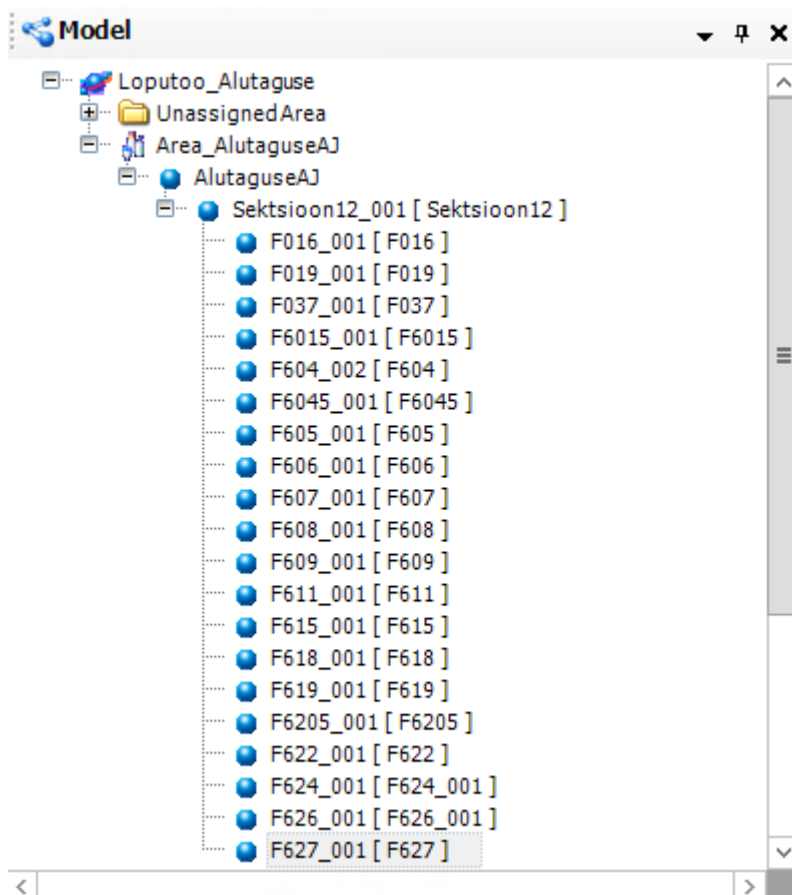 Model
Loputoo_Alutaguse
UnassignedArea
Area_AlutaguseAJ
AlutaguseAJ
Sektsioon12_001 [ Sektsioon12 ]
F016_001 [ F016 ]
F019_001 [ F019 ]
F037_001 [ F037 ]
F6015_001 [ F6015 ]
F604_002 [ F604 ]
F6045_001 [ F6045 ]
F605_001 [ F605 ]
F606_001 [ F606 ]
F607_001 [ F607 ]
F608_001 [ F608 ]
F609_001 [ F609 ]
F611_001 [ F611 ]
F615_001 [ F615 ]
F618_001 [ F618 ]
F619_001 [ F619 ]
F6205_001 [ F6205 ]
F622_001 [ F622 ]
F624_001 [ F624_001 ]
F626_001 [ F626_001 ]
F627_001 [ F627 ]